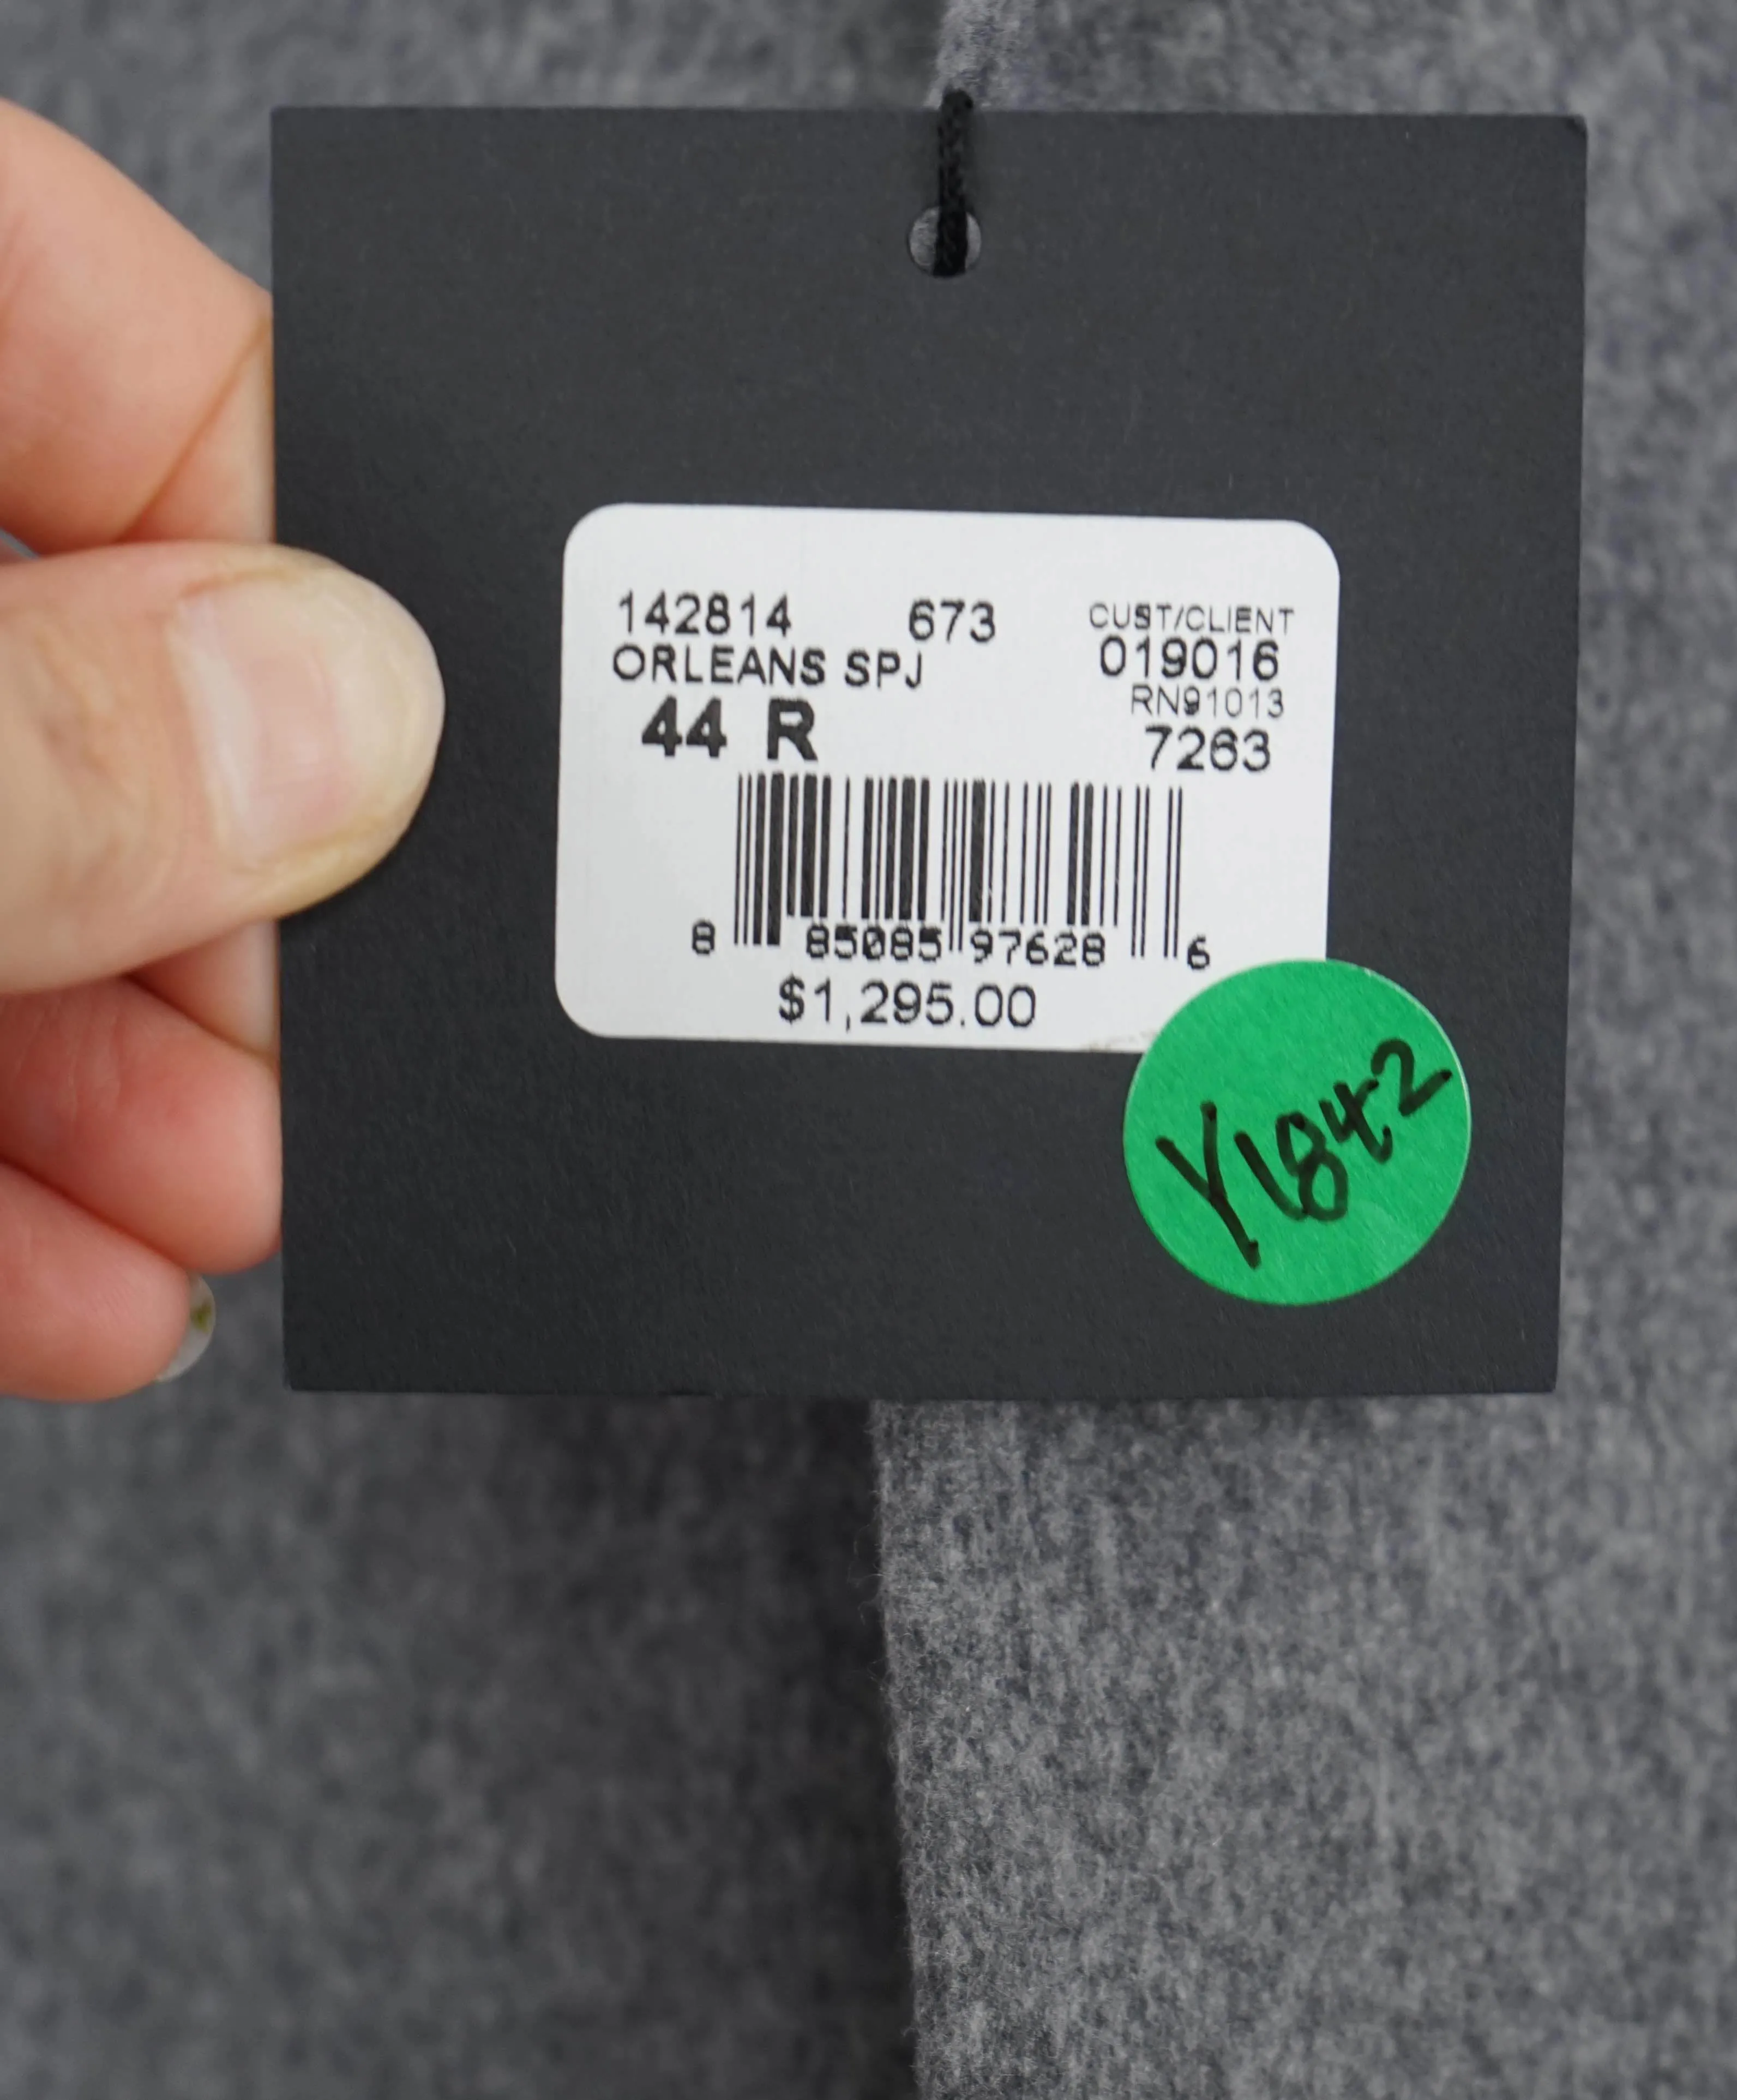 142814 673 CUST/CLIENT
ORLEANS SPJ 019016
RN91013
44 R 7263
8 85085 97628 6
$1,295.00
Y1842